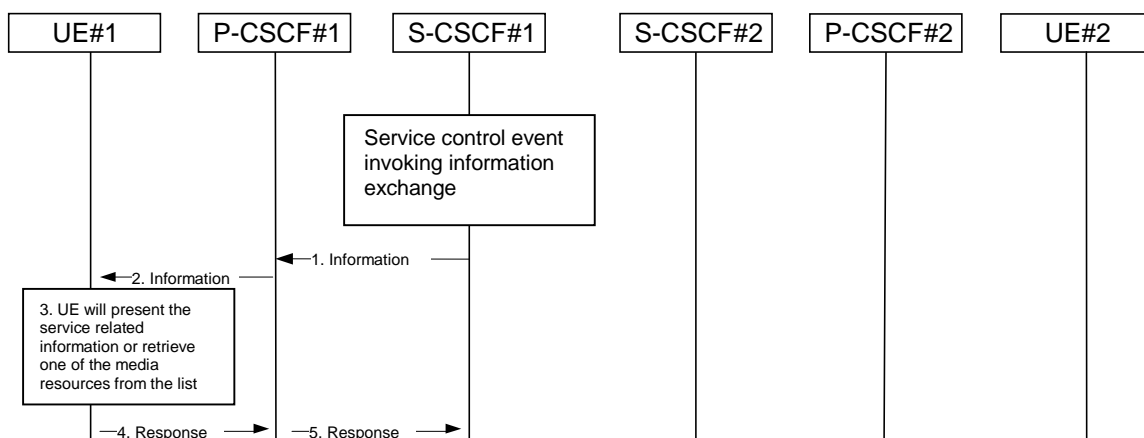 UE#1
P-CSCF#1
S-CSCF#1
S-CSCF#2
P-CSCF#2
UE#2
Service control event
invoking information
exchange
1. Information
2. Information
3. UE will present the
service related
information or retrieve
one of the media
resources from the list
4. Response
5. Response